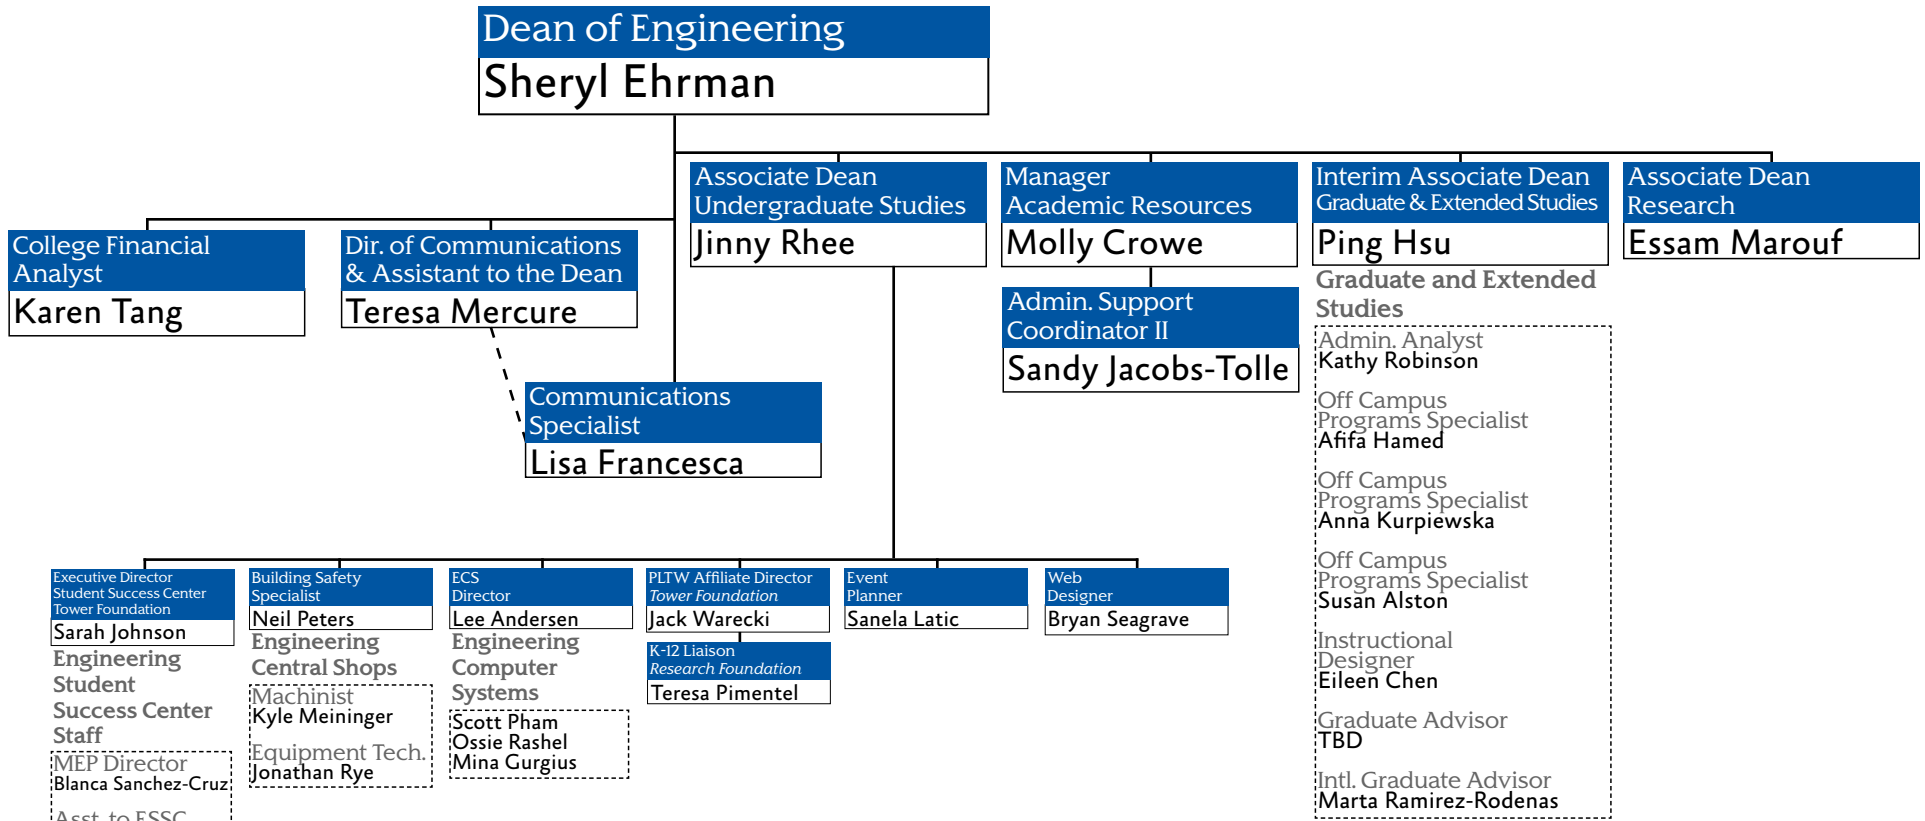 Dean of Engineering
Sheryl Ehrman
Associate Dean
Undergraduate Studies
Jinny Rhee
Manager
Academic Resources
Molly Crowe
Interim Associate Dean
Graduate & Extended Studies
Ping Hsu
Associate Dean
Research
Essam Marouf
College Financial
Analyst
Karen Tang
Dir. of Communications
& Assistant to the Dean
Teresa Mercure
Communications
Specialist
Lisa Francesca
Admin. Support
Coordinator II
Sandy Jacobs-Tolle
Graduate and Extended
Studies
Admin. Analyst
Kathy Robinson
Off Campus
Programs Specialist
Afifa Hamed
Off Campus
Programs Specialist
Anna Kurpiewska
Off Campus
Programs Specialist
Susan Alston
Instructional
Designer
Eileen Chen
Graduate Advisor
TBD
Intl. Graduate Advisor
Marta Ramirez-Rodenas
Executive Director
Student Success Center
Tower Foundation
Sarah Johnson
Engineering
Student
Success Center
Staff
MEP Director
Blanca Sanchez-Cruz
Asst. to ESSC
Building Safety
Specialist
Neil Peters
Engineering
Central Shops
Machinist
Kyle Meininger
Equipment Tech.
Jonathan Rye
ECS
Director
Lee Andersen
Engineering
Computer
Systems
Scott Pham
Ossie Rashel
Mina Gurgius
PLTW Affiliate Director
Tower Foundation
Jack Warecki
K-12 Liaison
Research Foundation
Teresa Pimentel
Event
Planner
Sanela Latic
Web
Designer
Bryan Seagrave